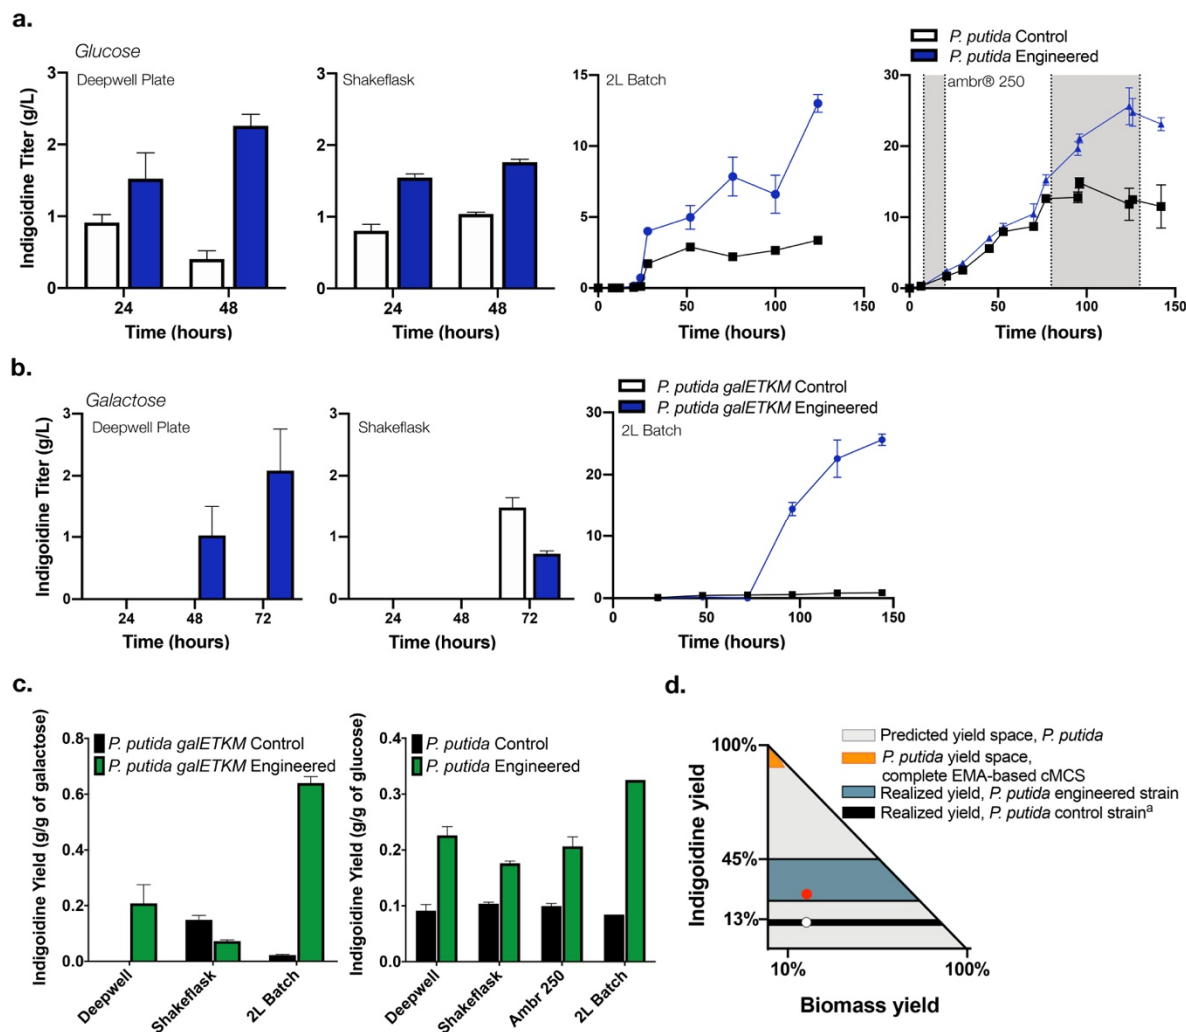 a.
Glucose
Deepwell Plate
Shakeflask
2L Batch
P. putida Control
P. putida Engineered
ambr® 250
Indigoidine Titer (g/L)
3
2
1
0
24
48
Time (hours)
3
2
1
0
24
48
Time (hours)
15
10
5
0
0
50
100
Time (hours)
30
20
10
0
0
50
100
150
Time (hours)
b.
Galactose
Deepwell Plate
Shakeflask
P. putida galETKM Control
P. putida galETKM Engineered
2L Batch
Indigoidine Titer (g/L)
3
2
1
0
24
48
72
Time (hours)
3
2
1
0
24
48
72
Time (hours)
30
20
10
0
0
50
100
150
Time (hours)
c.
Indigoidine Yield (g/g of galactose)
0.8
0.6
0.4
0.2
0.0
P. putida galETKM Control
P. putida galETKM Engineered
Deepwell
Shakeflask
2L Batch
Indigoidine Yield (g/g of glucose)
0.4
0.3
0.2
0.1
0.0
P. putida Control
P. putida Engineered
Deepwell
Shakeflask
Ambr 250
2L Batch
d.
Predicted yield space, P. putida
P. putida yield space,
complete EMA-based cMCS
Realized yield, P. putida engineered strain
Realized yield, P. putida control strainᵃ
Indigoidine yield
100%
45%
13%
10%
100%
Biomass yield